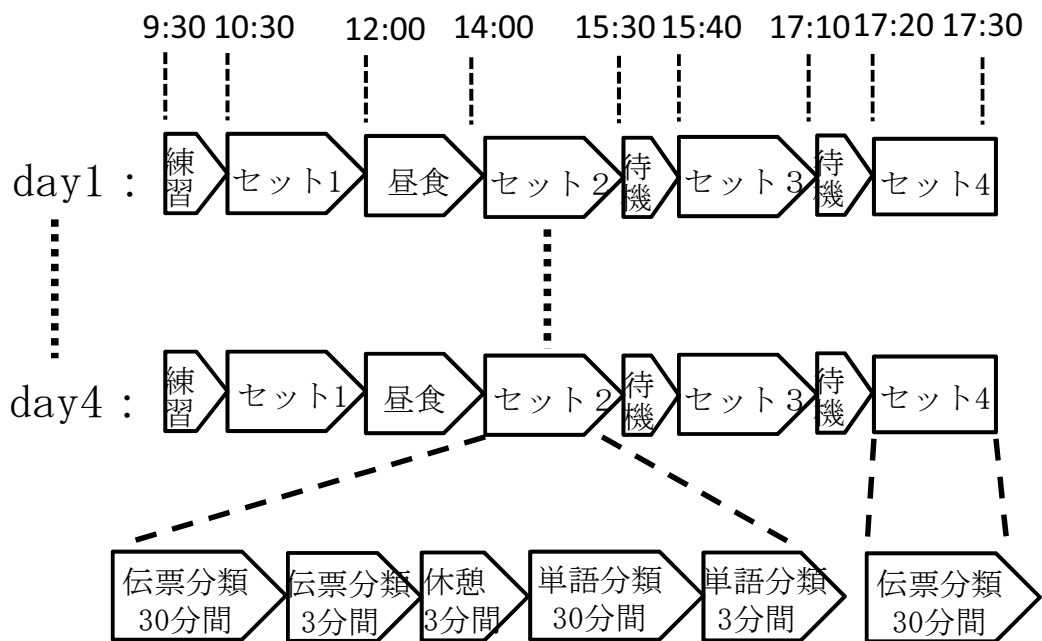 9:30 10:30 12:00 14:00 15:30 15:40 17:10 17:20 17:30
day1：
練習
セット1
昼食
セット２
待機
セット３
待機
セット4
day4：
練習
セット1
昼食
セット２
待機
セット３
待機
セット4
伝票分類
30分間
伝票分類
3分間
休憩
3分間
単語分類
30分間
単語分類
3分間
伝票分類
30分間